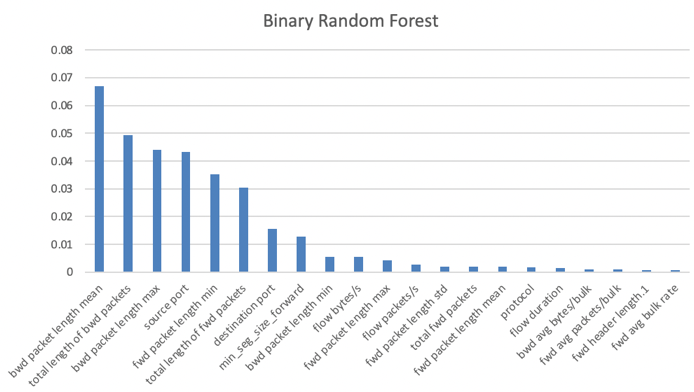 Binary Random Forest
0.08
0.07
0.06
0.05
0.04
0.03
0.02
0.01
0
bwd packet length mean
total length of bwd packets
bwd packet length max
source port
fwd packet length min
total length of fwd packets
destination port
min_seg_size_forward
bwd packet length min
flow bytes/s
fwd packet length max
flow packets/s
fwd packet length std
total fwd packets
fwd packet length mean
protocol
flow duration
bwd avg bytes/bulk
fwd avg packets/bulk
fwd header length.1
fwd avg bulk rate